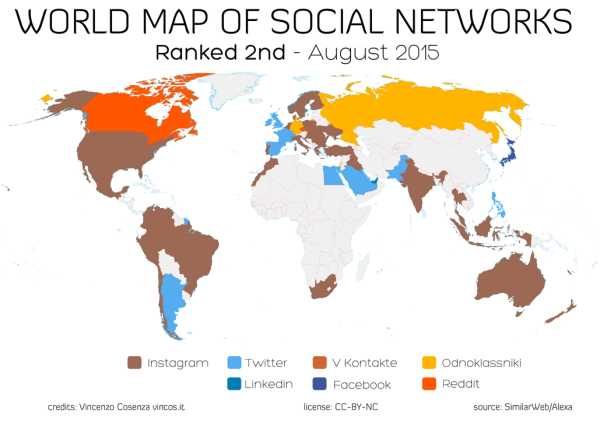 WORLD MAP OF SOCIAL NETWORKS
Ranked 2nd - August 2015
Instagram Twitter V Kontakte Odnoklassniki
Linkedin Facebook Reddit
credits: Vincenzo Cosenza vincos.it license: CC-BY-NC source: SimilarWeb/Alexa